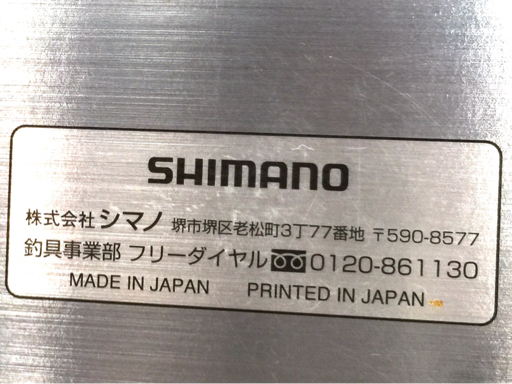 SHIMANO
株式会社シマノ 堺市堺区老松町3丁77番地 〒590-8577
釣具事業部 フリーダイヤル 0120-861130
MADE IN JAPAN PRINTED IN JAPAN